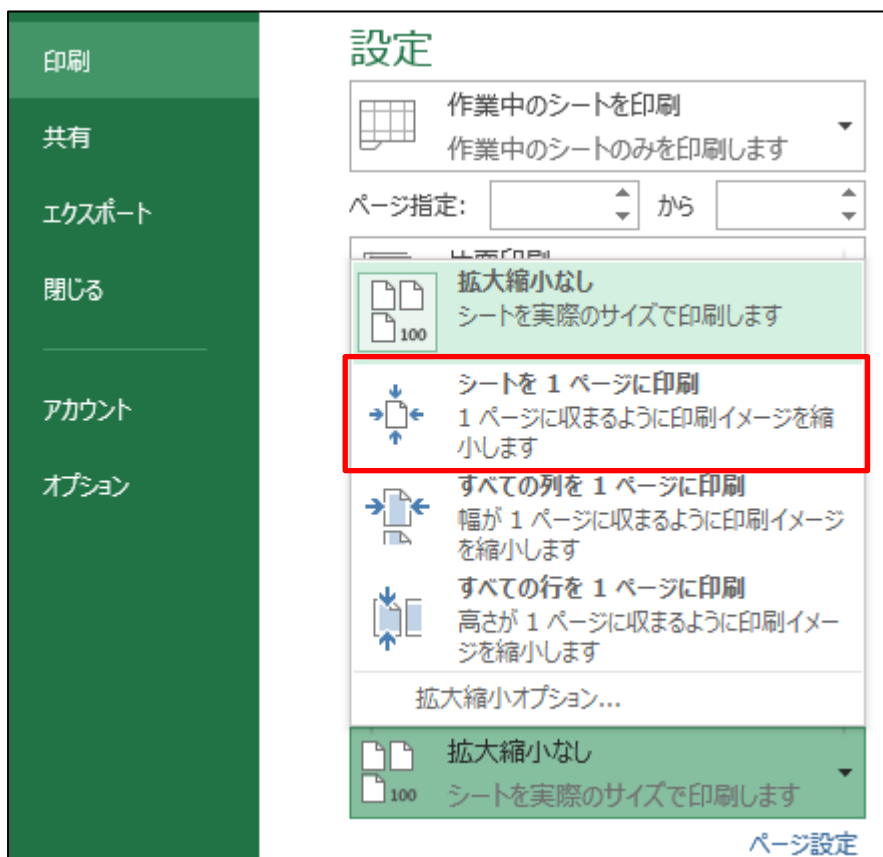 印刷
共有
エクスポート
閉じる
アカウント
オプション
設定
作業中のシートを印刷
作業中のシートのみを印刷します
ページ指定: から
片面印刷
拡大縮小なし
シートを実際のサイズで印刷します
100
シートを 1 ページに印刷
1 ページに収まるように印刷イメージを縮
小します
すべての列を 1 ページに印刷
幅が 1 ページに収まるように印刷イメージ
を縮小します
すべての行を 1 ページに印刷
高さが 1 ページに収まるように印刷イメー
ジを縮小します
拡大縮小オプション...
拡大縮小なし
100
シートを実際のサイズで印刷します
ページ設定